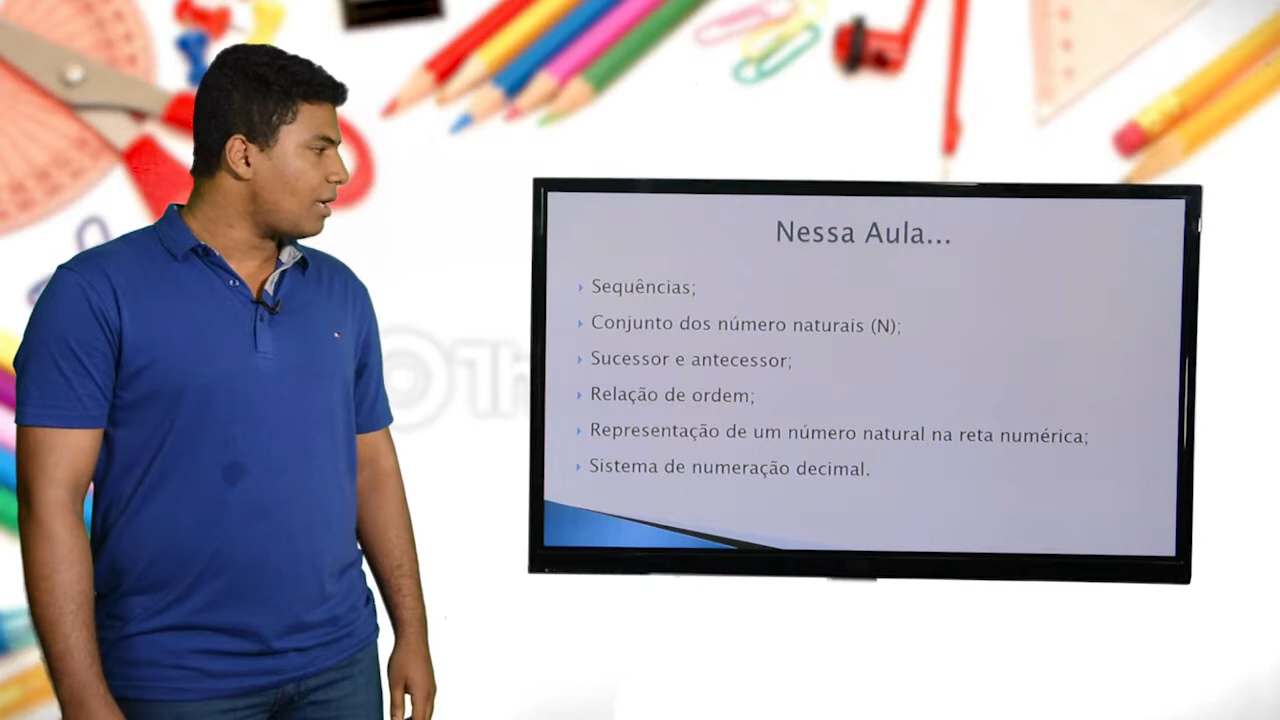 Nessa Aula...
Sequências;
Conjunto dos número naturais (N);
Sucessor e antecessor;
Relação de ordem;
Representação de um número natural na reta numérica;
Sistema de numeração decimal.